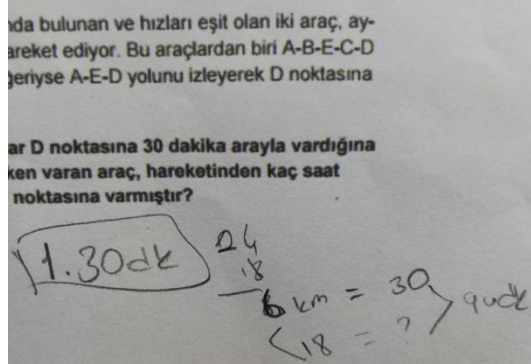 nda bulunan ve hızları eşit olan iki araç, ay-
areket ediyor. Bu araçlardan biri A-B-E-C-D
ğeriyse A-E-D yolunu izleyerek D noktasına
ar D noktasına 30 dakika arayla vardığına
ken varan araç, hareketinden kaç saat
noktasına varmıştır?
1.30dk
24
18
6 km = 30
18 = ?
90dk